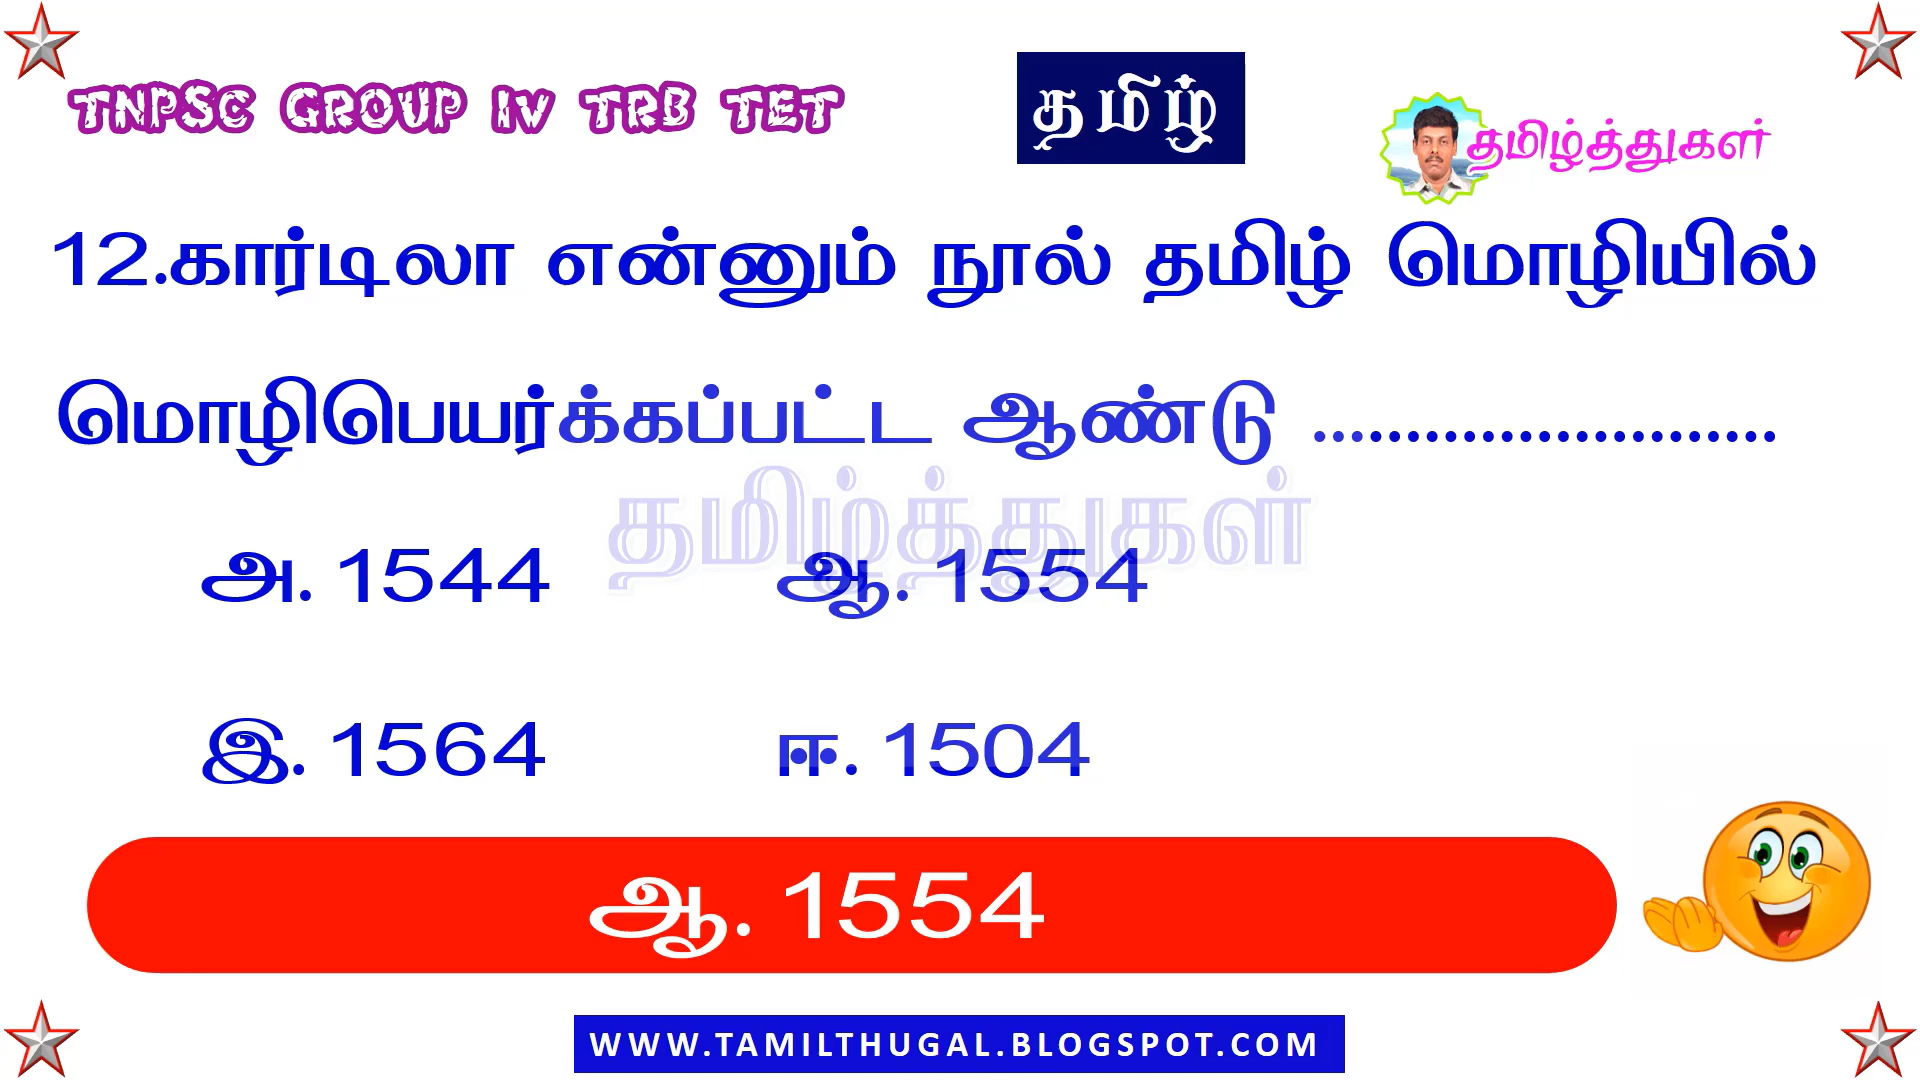 TNPSC GROUP IV TRB TET
தமிழ்
தமிழ்த்துகள்
12.கார்டிலா என்னும் நூல் தமிழ் மொழியில்
மொழிபெயர்க்கப்பட்ட ஆண்டு .........................
தமிழ்த்துகள்
அ. 1544 ஆ. 1554
இ. 1564 ஈ. 1504
ஆ. 1554
WWW.TAMILTHUGAL.BLOGSPOT.COM